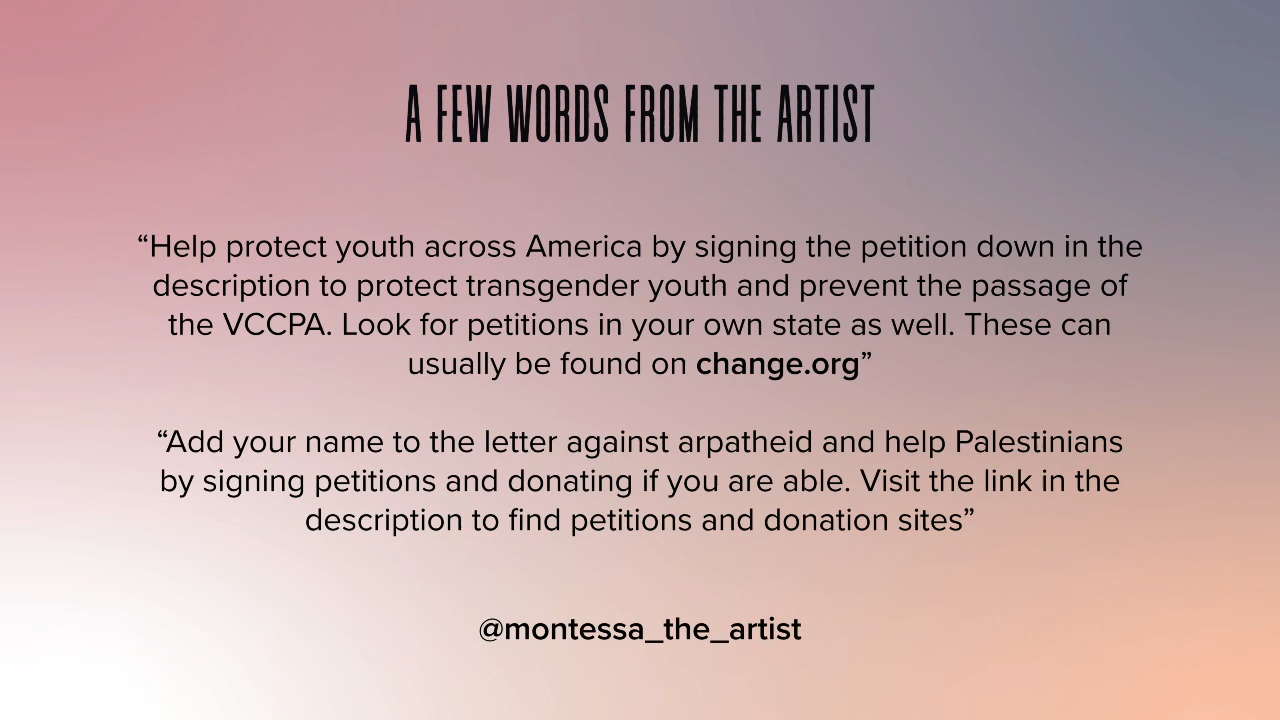 A FEW WORDS FROM THE ARTIST
“Help protect youth across America by signing the petition down in the
description to protect transgender youth and prevent the passage of
the VCCPA. Look for petitions in your own state as well. These can
usually be found on change.org”
“Add your name to the letter against arpatheid and help Palestinians
by signing petitions and donating if you are able. Visit the link in the
description to find petitions and donation sites”
@montessa_the_artist